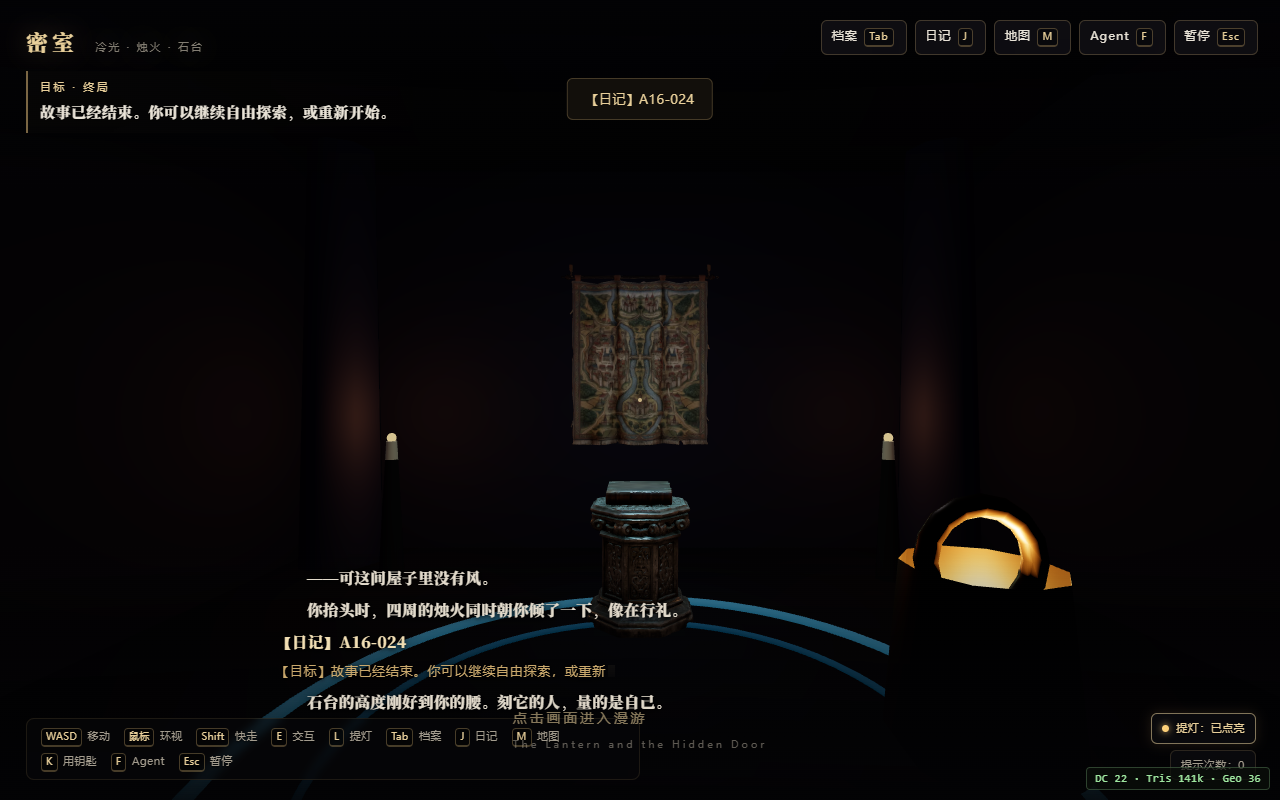 密室 冷光 · 烛火 · 石台
档案 Tab 日记 J 地图 M Agent F 暂停 Esc
目标 · 终局
故事已经结束。你可以继续自由探索，或重新开始。
【日记】A16-024
——可这间屋子里没有风。
你抬头时，四周的烛火同时朝你倾了一下，像在行礼。
【日记】A16-024
【目标】故事已经结束。你可以继续自由探索，或重新
石台的高度刚好到你的腰。刻它的人，量的是自己。
点击画面进入漫游
The Lantern and the Hidden Door
WASD 移动 鼠标 环视 Shift 快走 E 交互 L 提灯 Tab 档案 J 日记 M 地图
K 用钥匙 F Agent Esc 暂停
提灯：已点亮
提示次数：0
DC 22 · Tris 141k · Geo 36